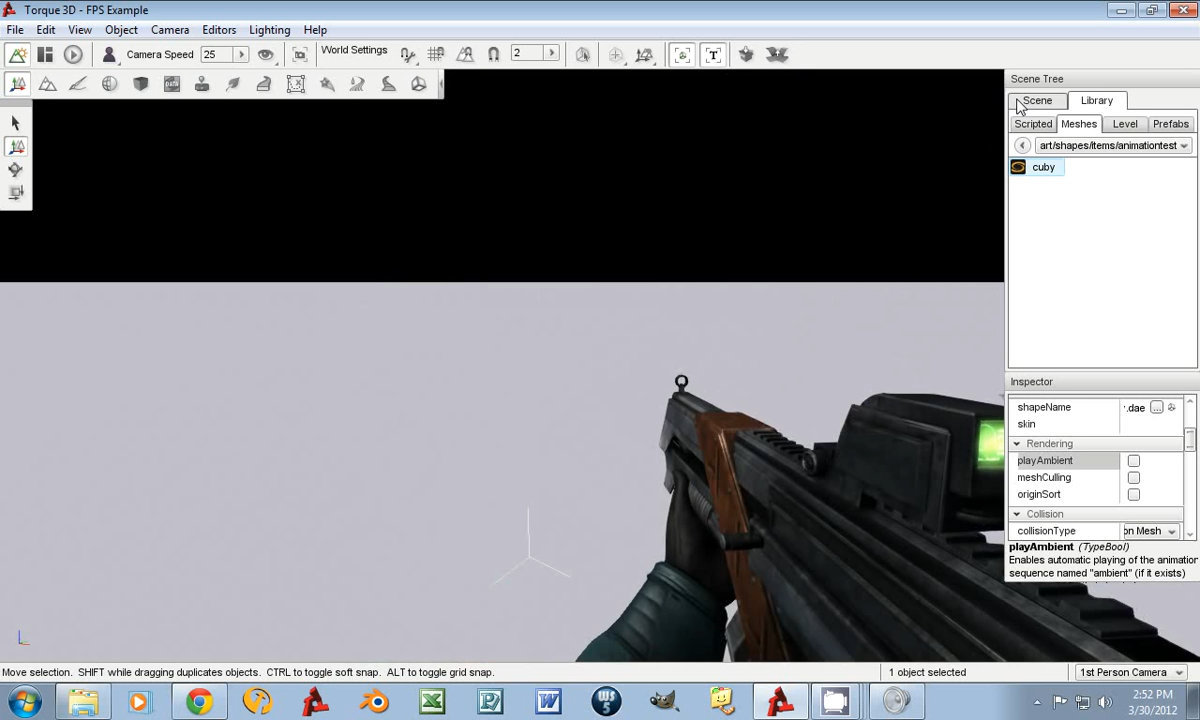 Torque 3D - FPS Example
File Edit View Object Camera Editors Lighting Help
Camera Speed 25 World Settings 2
Scene Tree
Scene Library
Scripted Meshes Level Prefabs
art/shapes/items/animationtest
cuby
Inspector
shapeName .dae ...
skin
Rendering
playAmbient
meshCulling
originSort
Collision
collisionType on Mesh
playAmbient (TypeBool)
Enables automatic playing of the animation
sequence named "ambient" (if it exists)
Move selection. SHIFT while dragging duplicates objects. CTRL to toggle soft snap. ALT to toggle grid snap. 1 object selected 1st Person Camera
2:52 PM
3/30/2012